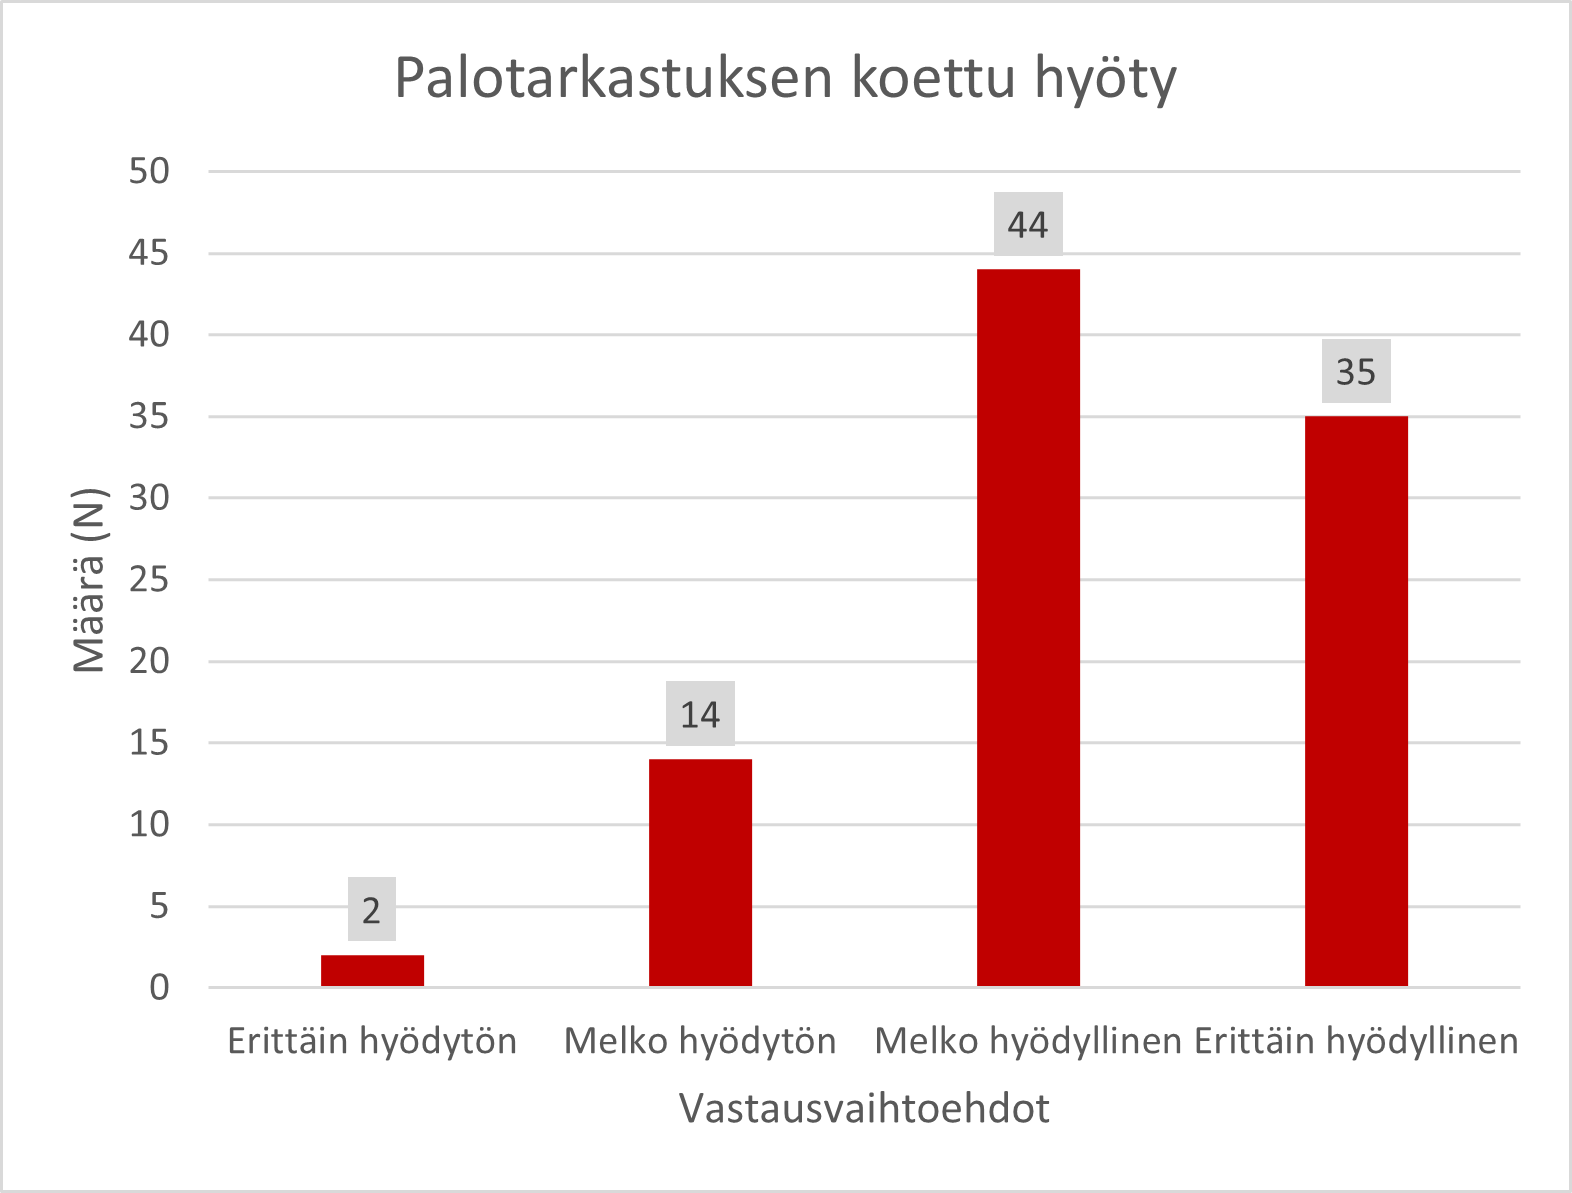 Palotarkastuksen koettu hyöty
50
45
40
35
30
25
20
15
10
5
0
Määrä (N)
2
14
44
35
Erittäin hyödytön
Melko hyödytön
Melko hyödyllinen
Erittäin hyödyllinen
Vastausvaihtoehdot